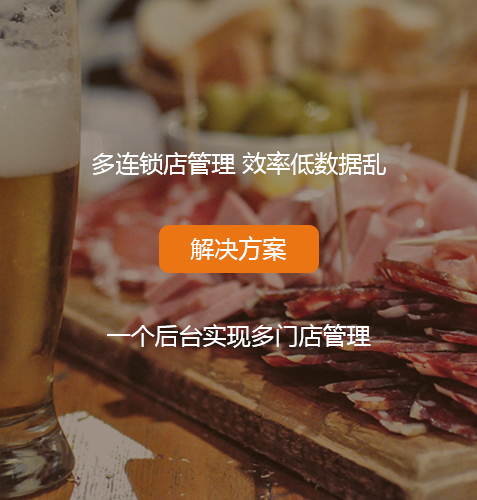 多连锁店管理 效率低数据乱
解决方案
一个后台实现多门店管理